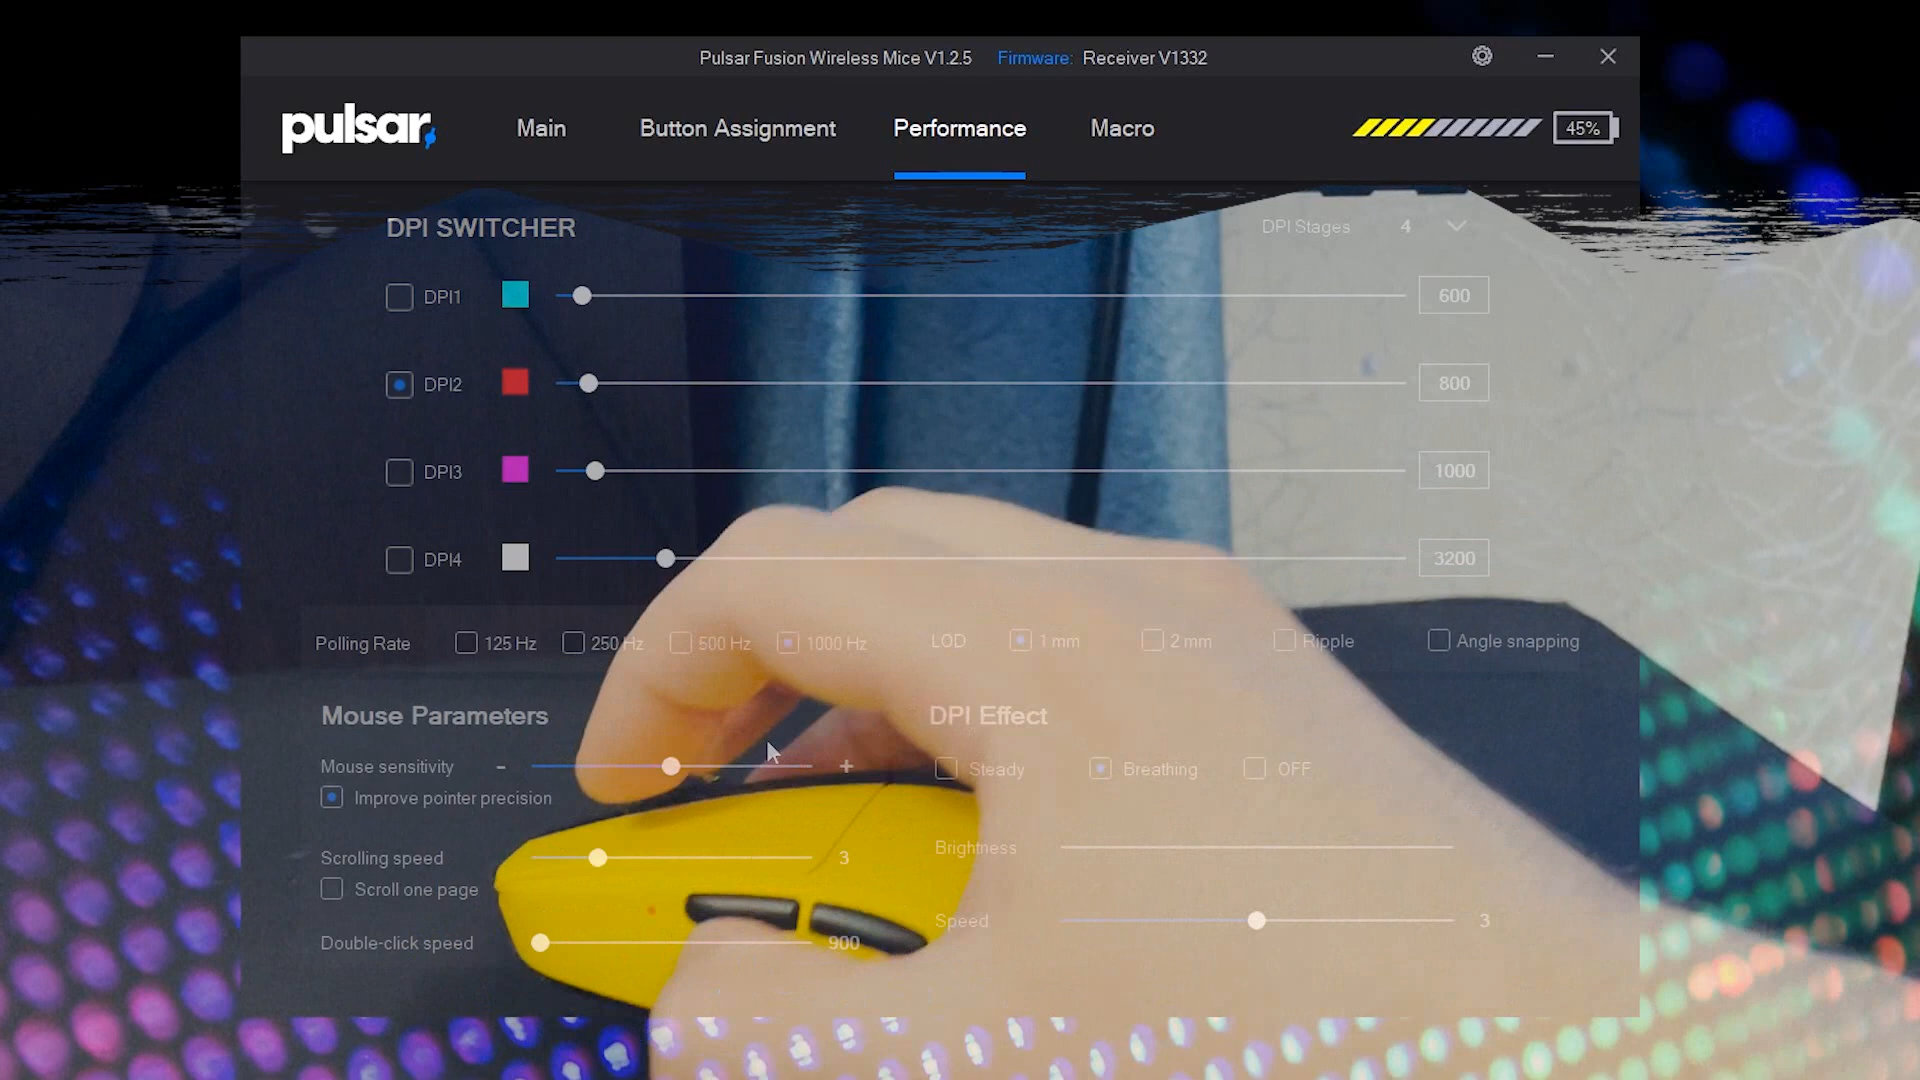 Pulsar Fusion Wireless Mice V1.2.5 Firmware: Receiver V1332
pulsar
Main Button Assignment Performance Macro 45%
DPI SWITCHER DPI Stages 4
DPI1 600
DPI2 800
DPI3 1000
DPI4 3200
Polling Rate 125 Hz 250 Hz 500 Hz 1000 Hz LOD 1 mm 2 mm Ripple Angle snapping
Mouse Parameters
Mouse sensitivity - +
Improve pointer precision
Scrolling speed 3
Scroll one page
Double-click speed 900
DPI Effect
Steady Breathing OFF
Brightness
Speed 3